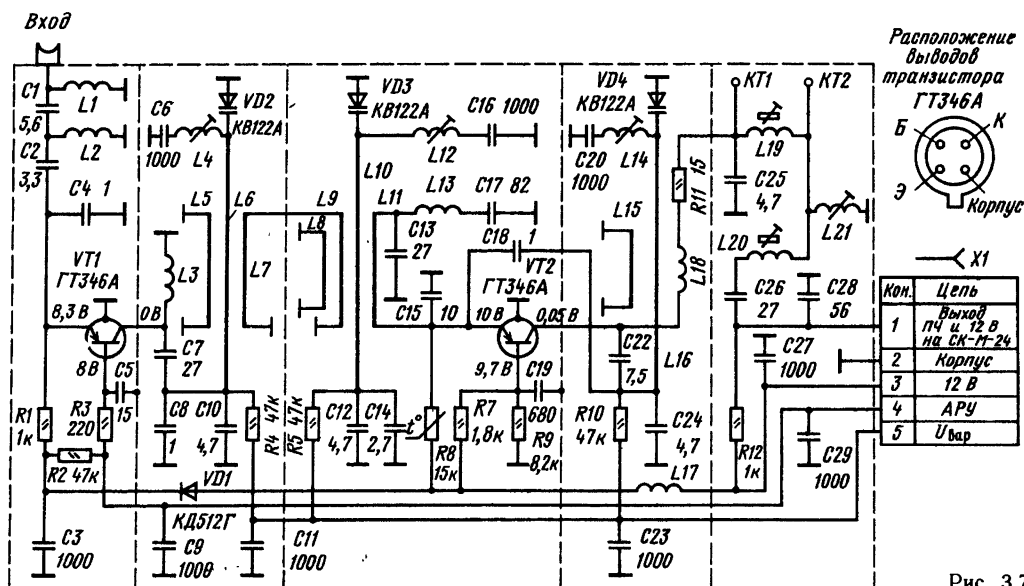 Вход
C1
5,6
L1
L2
C2
3,3
C4 1
VT1
ГТ346А
8,3 В
0 В
8 В
C5
15
R1
1к
R3
220
R2 47к
C3
1000
C6
1000
L4
VD2
КВ122А
L5
L6
L3
C7
27
C8
1
C10
4,7
R4 47к
VD1
КД512Г
C9
1000
L7
L8
L9
R5 47к
C11
1000
VD3
КВ122А
C16 1000
L12
L10
L11
L13
C17 82
C13
27
C18
1
VT2
ГТ346А
C15
10
10 В
0,05 В
9,7 В
C12
4,7
C14
2,7
t°
R8
15к
R7
1,8к
C19
680
R9
8,2к
VD4
КВ122А
C20
1000
L14
L15
L16
C22
7,5
R10
47к
C24
4,7
L17
C23
1000
R11 15
L18
КТ1
КТ2
L19
C25
4,7
L20
L21
C26
27
C28
56
C27
1000
R12
1к
C29
1000
Расположение
выводов
транзистора
ГТ346А
Б
К
Э
Корпус
X1
Кон. Цепь
1 Выход
ПЧ и 12 В
на СК-М-24
2 Корпус
3 12 В
4 АРУ
5 Uвар
Рис. 3.7